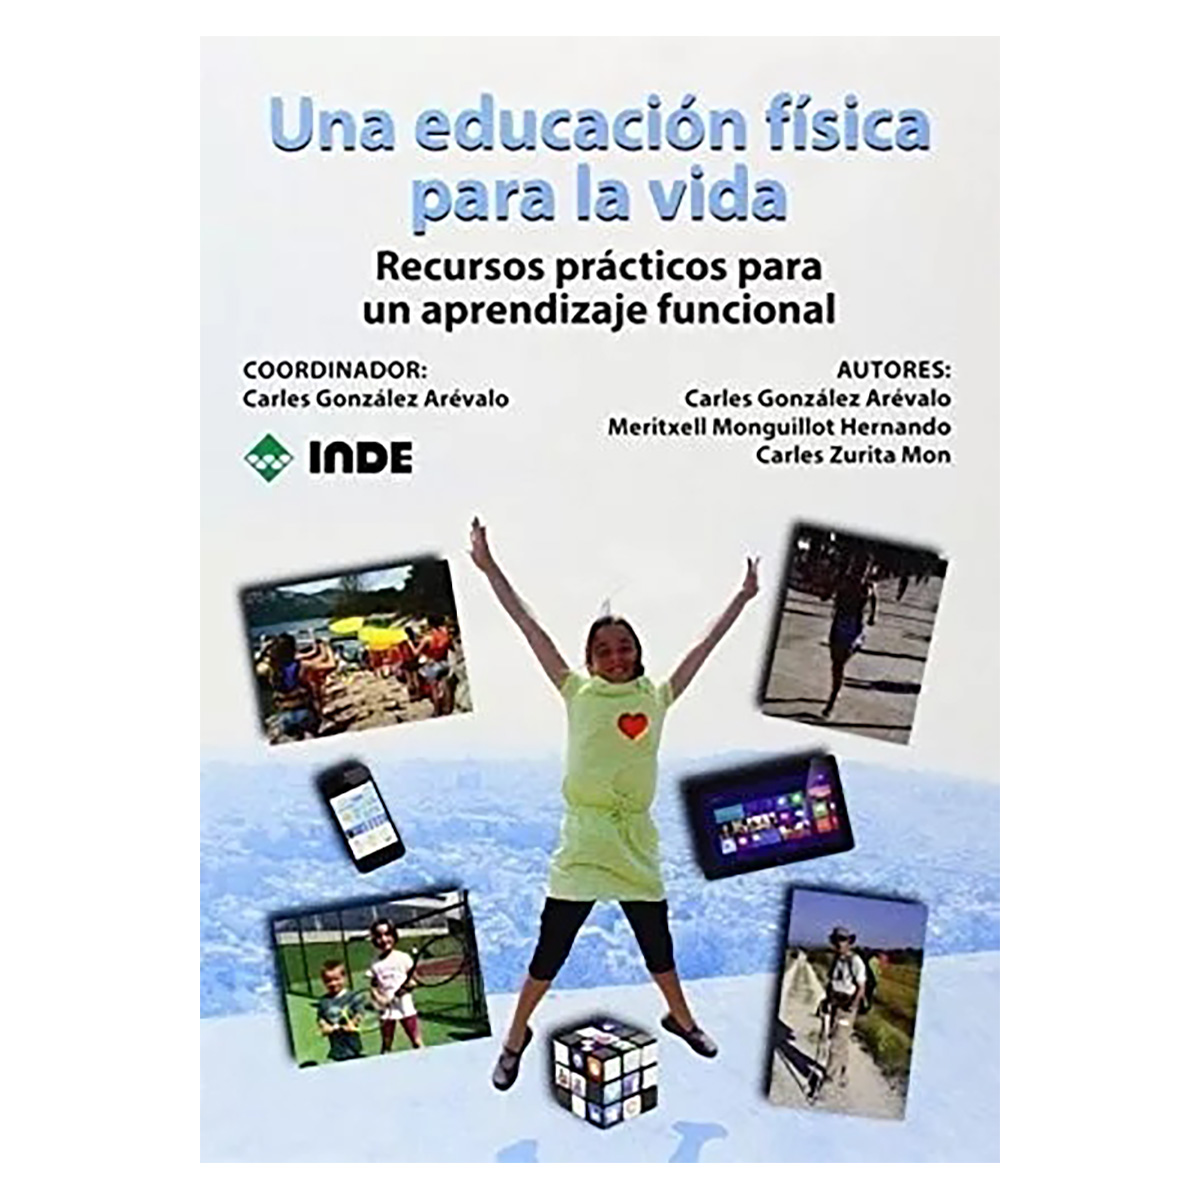 Una educación física
para la vida
Recursos prácticos para
un aprendizaje funcional
COORDINADOR:
Carles González Arévalo
INDE
AUTORES:
Carles González Arévalo
Meritxell Monguillot Hernando
Carles Zurita Mon